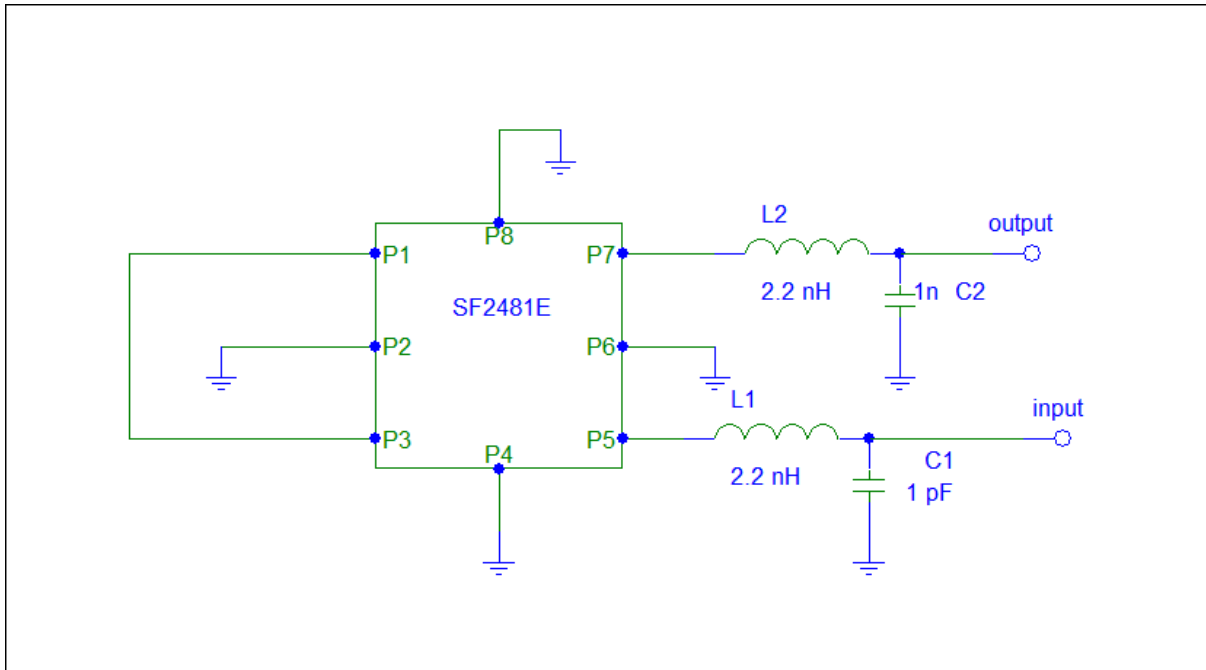 L2
output
P8
P1
P7
2.2 nH
1n C2
SF2481E
P2
P6
L1
input
P3
P5
P4
C1
2.2 nH
1 pF